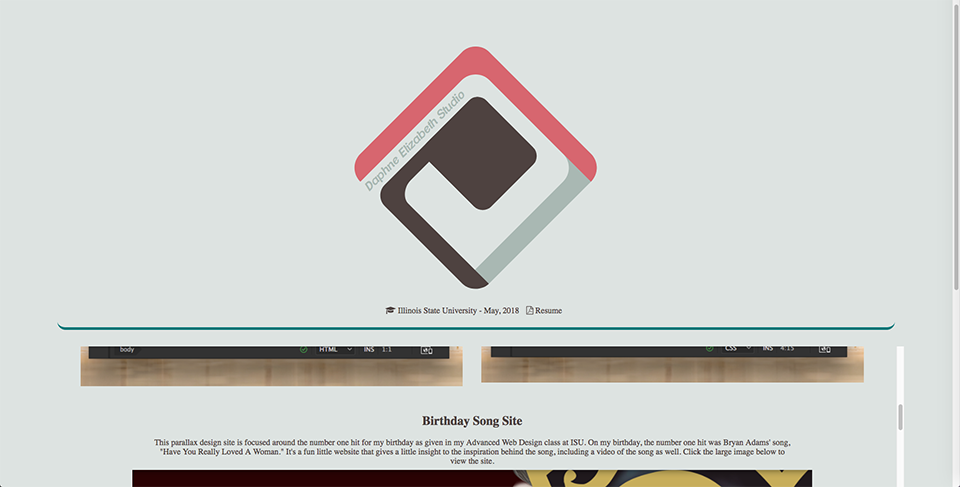 Daphne Elizabeth Studio
Illinois State University - May, 2018 Resume
body HTML INS 1:1
CSS INS 4:15
Birthday Song Site
This parallax design site is focused around the number one hit for my birthday as given in my Advanced Web Design class at ISU. On my birthday, the number one hit was Bryan Adams' song,
"Have You Really Loved A Woman." It's a fun little website that gives a little insight to the inspiration behind the song, including a video of the song as well. Click the large image below to
view the site.